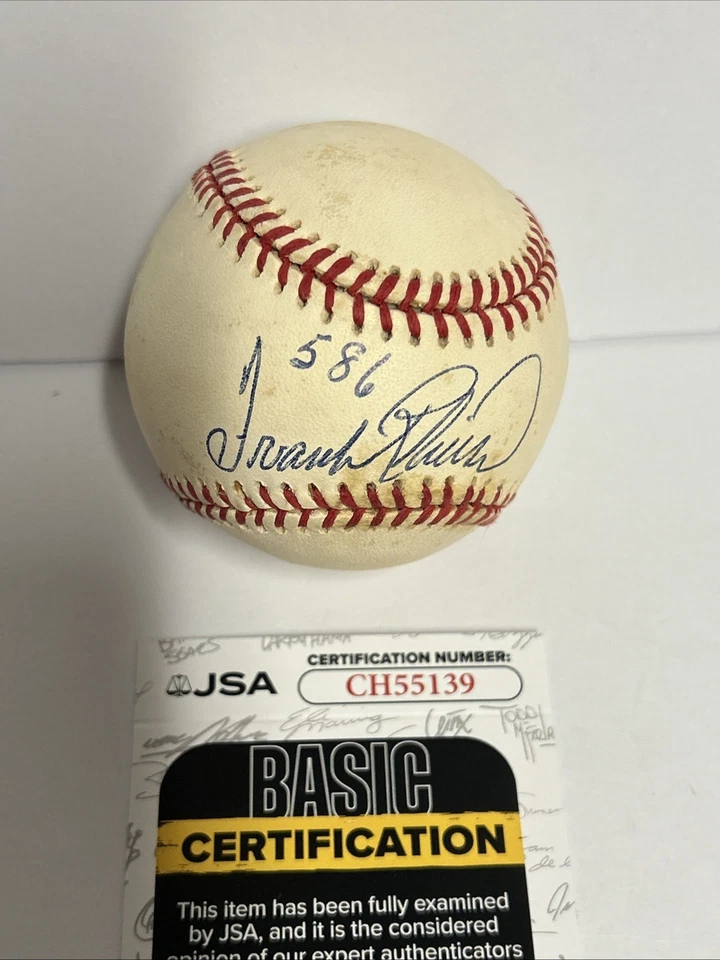 586
Frank Robinson
JSA
CERTIFICATION NUMBER:
CH55139
BASIC
CERTIFICATION
This item has been fully examined
by JSA, and it is the considered
opinion of our expert authenticators